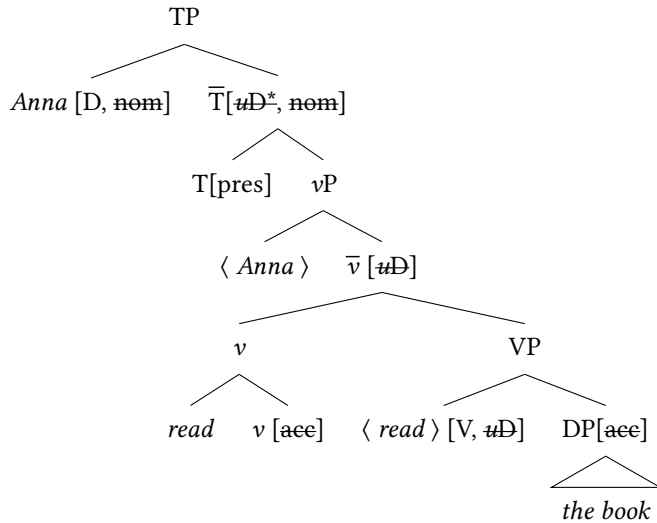 TP
Anna [D, nom] T̅[uD*, nom]
T[pres] vP
⟨ Anna ⟩ v̅ [uD]
v VP
read v [acc] ⟨ read ⟩ [V, uD] DP[acc]
the book